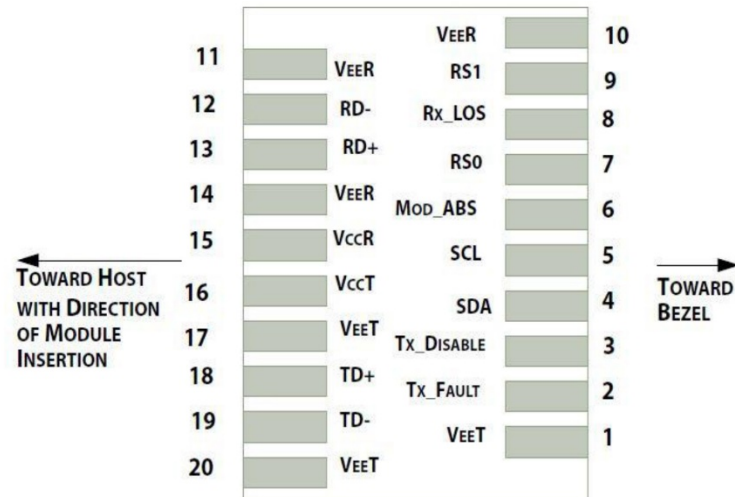 11 VEER
12 RD-
13 RD+
14 VEER
15 VCCR
16 VCCT
17 VEET
18 TD+
19 TD-
20 VEET
VEER 10
RS1 9
RX_LOS 8
RS0 7
MOD_ABS 6
SCL 5
SDA 4
TX_DISABLE 3
TX_FAULT 2
VEET 1
TOWARD HOST
WITH DIRECTION
OF MODULE
INSERTION
TOWARD
BEZEL